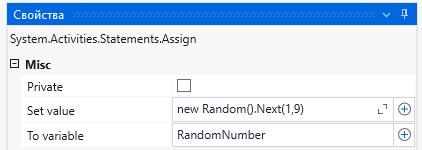 Свойства
System.Activities.Statements.Assign
Misc
Private
Set value new Random().Next(1,9)
To variable RandomNumber